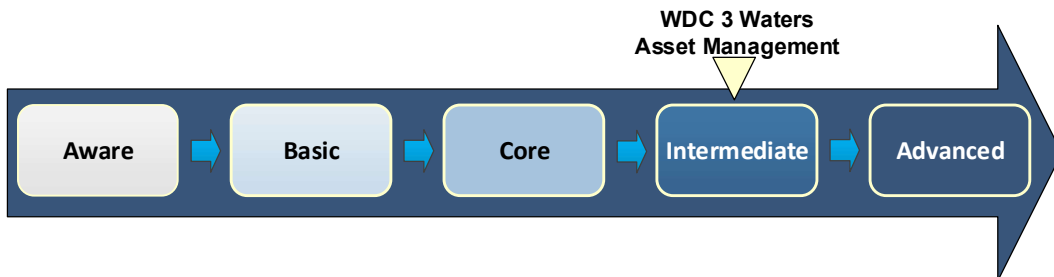 WDC 3 Waters
Asset Management
Aware
Basic
Core
Intermediate
Advanced